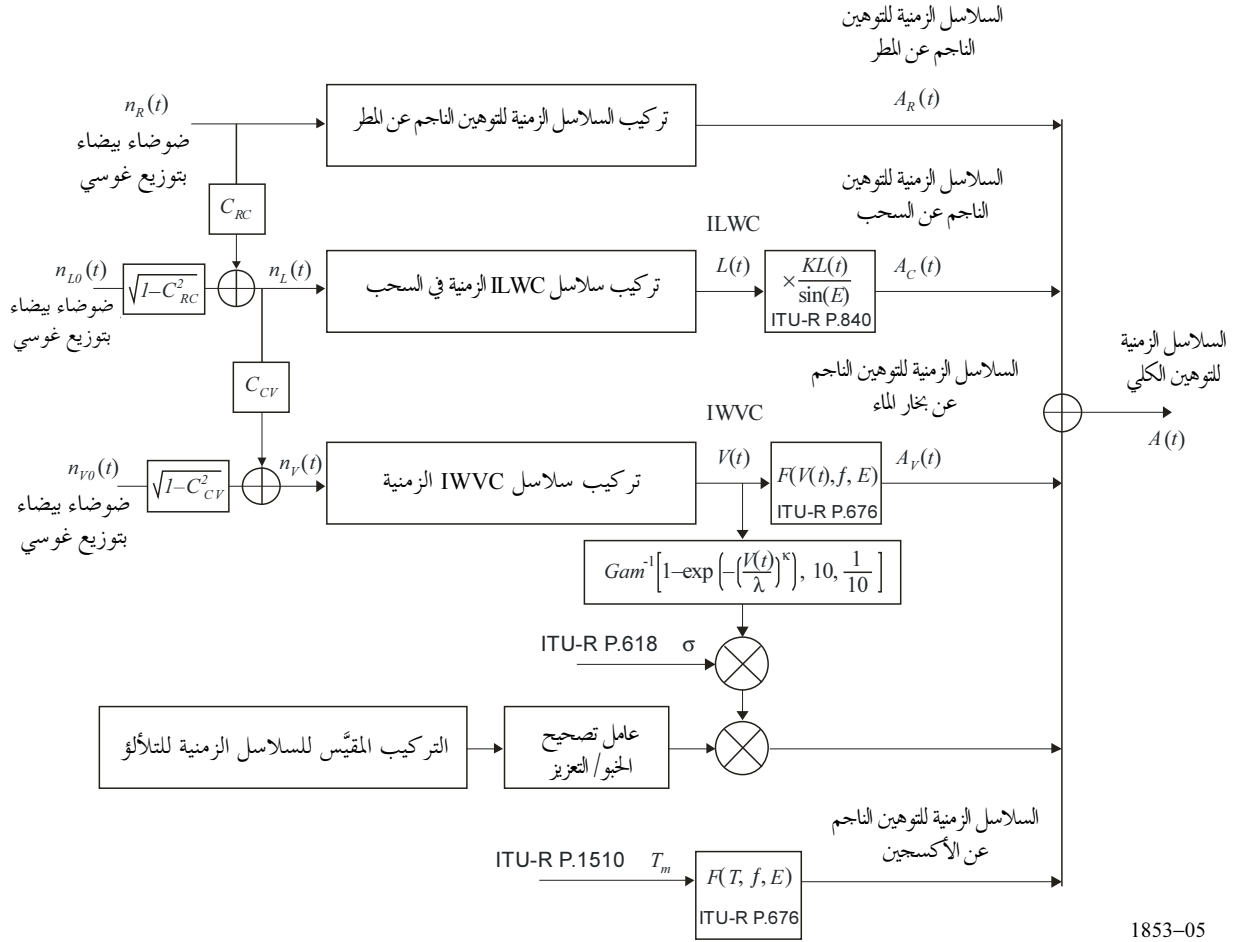 السلاسل الزمنية للتوهين
الناجم عن المطر
n_R(t)
ضوضاء بيضاء
بتوزيع غوسي
تركيب السلاسل الزمنية للتوهين الناجم عن المطر
A_R(t)
C_RC
السلاسل الزمنية للتوهين
الناجم عن السحب
n_L0(t)
ضوضاء بيضاء
بتوزيع غوسي
√1–C²_RC
n_L(t)
تركيب سلاسل ILWC الزمنية في السحب
ILWC
L(t)
×KL(t)/sin(E)
ITU-R P.840
A_C(t)
C_CV
السلاسل الزمنية للتوهين الناجم
عن بخار الماء
السلاسل الزمنية
للتوهين الكلي
A(t)
n_V0(t)
ضوضاء بيضاء
بتوزيع غوسي
√1–C²_CV
n_V(t)
تركيب سلاسل IWVC الزمنية
IWVC
V(t)
F(V(t), f, E)
ITU-R P.676
A_V(t)
Gam⁻¹[1–exp(–(V(t)/λ)^κ), 10, 1/10]
ITU-R P.618 σ
التركيب المقيَّس للسلاسل الزمنية للتلألؤ
عامل تصحيح
الخبو/ التعزيز
السلاسل الزمنية للتوهين الناجم
عن الأكسجين
ITU-R P.1510 T_m
F(T, f, E)
ITU-R P.676
1853–05